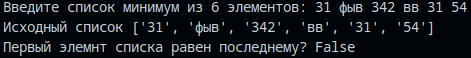 Введите список минимум из 6 элементов: 31 фыв 342 вв 31 54
Исходный список ['31', 'фыв', '342', 'вв', '31', '54']
Первый элемнт списка равен последнему? False